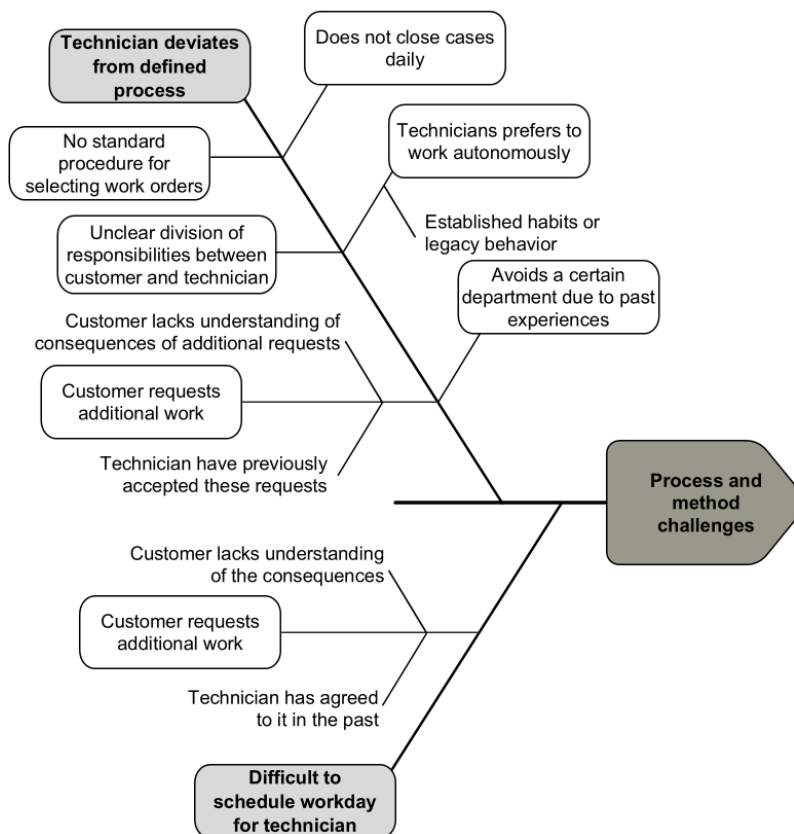 Technician deviates
from defined
process
Does not close cases
daily
No standard
procedure for
selecting work orders
Technicians prefers to
work autonomously
Established habits or
legacy behavior
Unclear division of
responsibilities between
customer and technician
Avoids a certain
department due to past
experiences
Customer lacks understanding of
consequences of additional requests
Customer requests
additional work
Technician have previously
accepted these requests
Process and
method
challenges
Customer lacks understanding
of the consequences
Customer requests
additional work
Technician has agreed
to it in the past
Difficult to
schedule workday
for technician